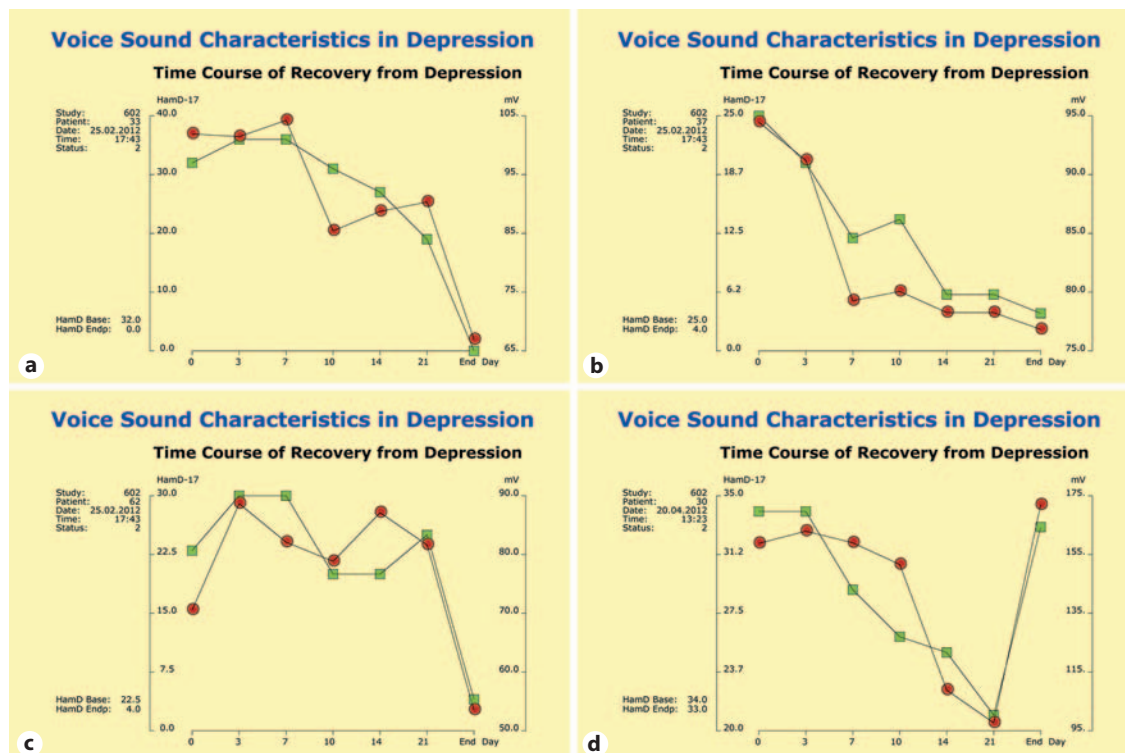 Voice Sound Characteristics in Depression
Time Course of Recovery from Depression
HamD-17
mV
Study: 602
Patient: 33
Date: 25.02.2012
Time: 17:43
Status: 2
40.0
30.0
20.0
10.0
0.0
105.
95.
85.
75.
65.
HamD Base: 32.0
HamD Endp: 0.0
0 3 7 10 14 21 End Day
a
Voice Sound Characteristics in Depression
Time Course of Recovery from Depression
HamD-17
mV
Study: 602
Patient: 37
Date: 25.02.2012
Time: 17:43
Status: 2
25.0
18.7
12.5
6.2
0.0
95.0
90.0
85.0
80.0
75.0
HamD Base: 25.0
HamD Endp: 4.0
0 3 7 10 14 21 End Day
b
Voice Sound Characteristics in Depression
Time Course of Recovery from Depression
HamD-17
mV
Study: 602
Patient: 62
Date: 25.02.2012
Time: 17:43
Status: 2
30.0
22.5
15.0
7.5
0.0
90.0
80.0
70.0
60.0
50.0
HamD Base: 22.5
HamD Endp: 4.0
0 3 7 10 14 21 End Day
c
Voice Sound Characteristics in Depression
Time Course of Recovery from Depression
HamD-17
mV
Study: 602
Patient: 30
Date: 20.04.2012
Time: 13:23
Status: 2
35.0
31.2
27.5
23.7
20.0
175.
155.
135.
115.
95.
HamD Base: 34.0
HamD Endp: 33.0
0 3 7 10 14 21 End Day
d